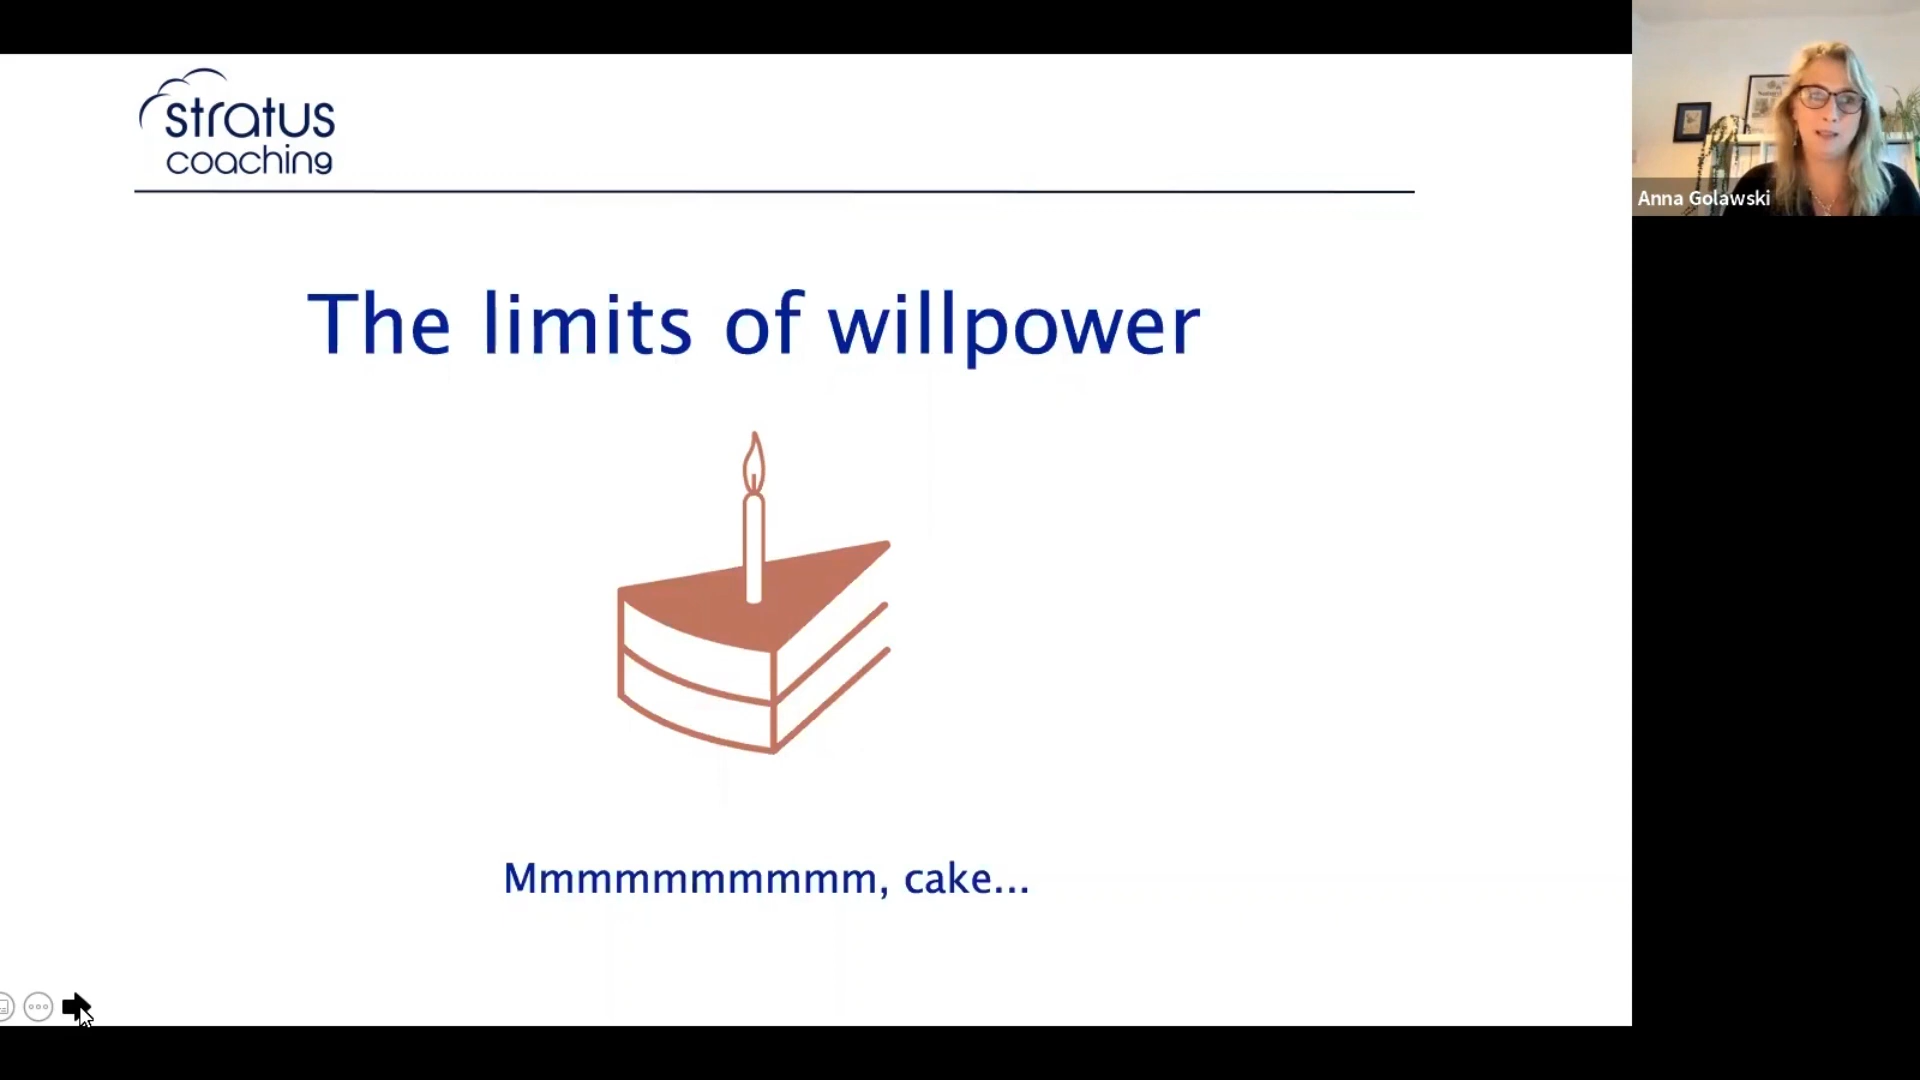 stratus
coaching
Anna Golawski
The limits of willpower
Mmmmmmmmmm, cake...